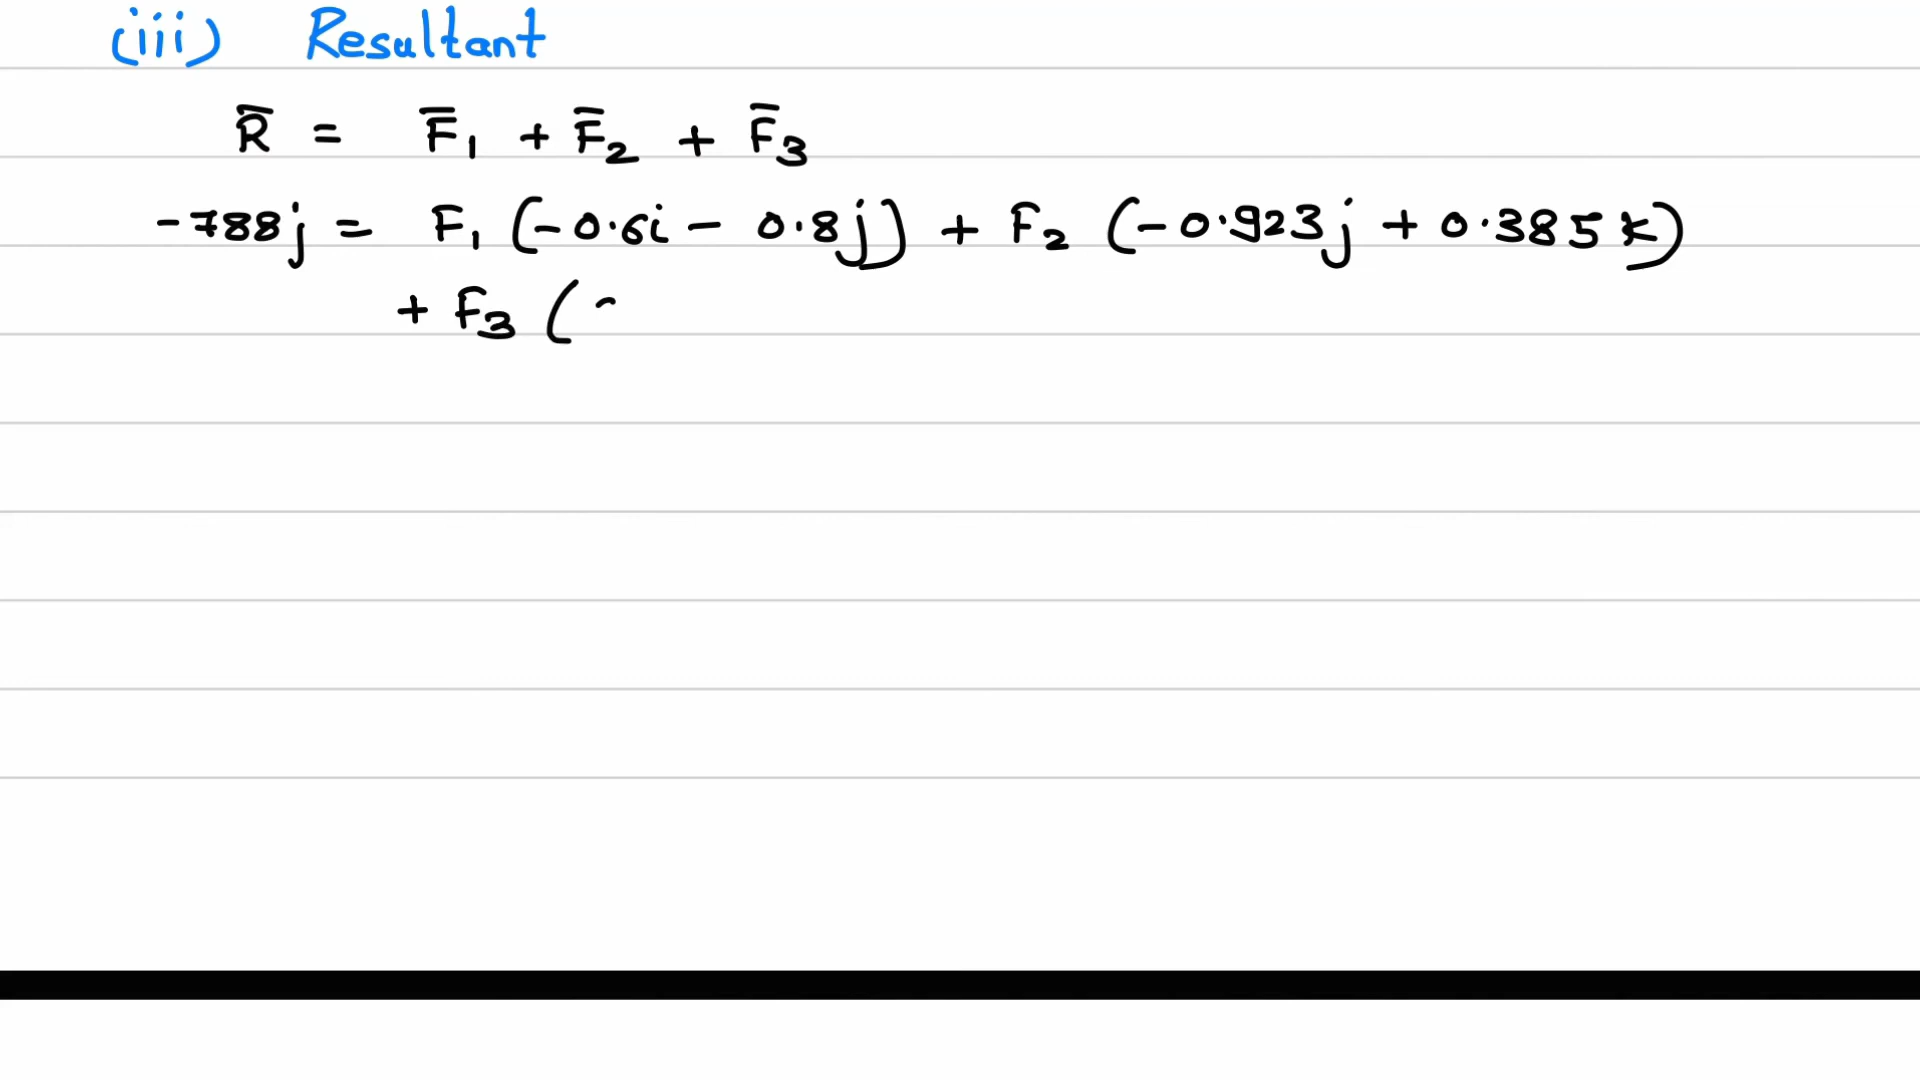 (iii) Resultant
R̄ = F̄₁ + F̄₂ + F̄₃
-788j = F₁ (-0.6i - 0.8j) + F₂ (-0.923j + 0.385k)
+ F₃ (